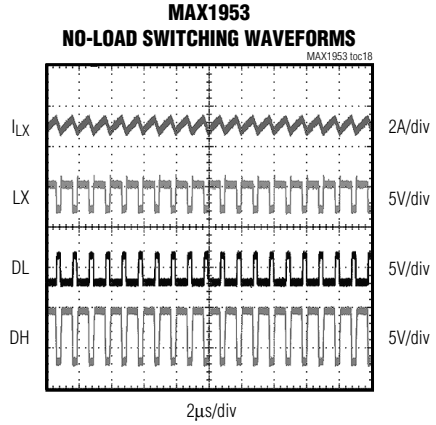 MAX1953
NO-LOAD SWITCHING WAVEFORMS
MAX1953 toc18
ILX
2A/div
LX
5V/div
DL
5V/div
DH
5V/div
2μs/div